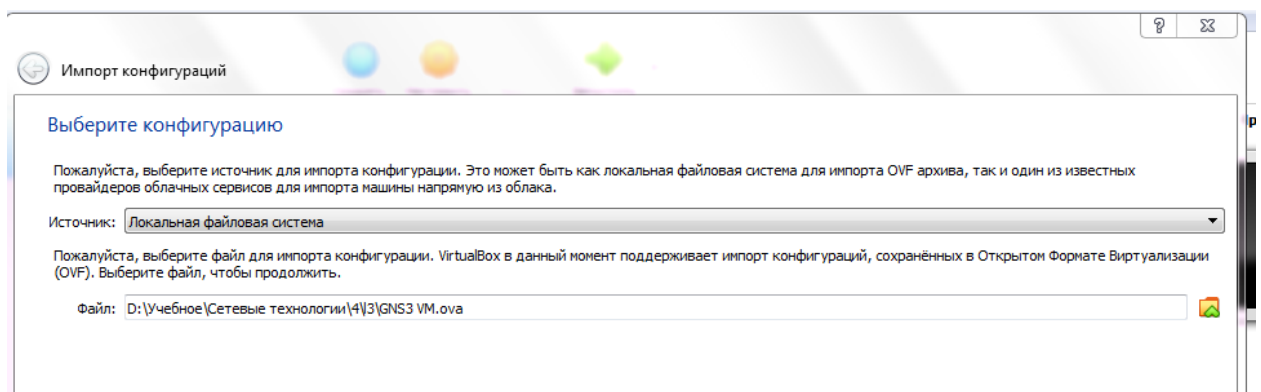 Импорт конфигураций
Выберите конфигурацию
Пожалуйста, выберите источник для импорта конфигурации. Это может быть как локальная файловая система для импорта OVF архива, так и один из известных
провайдеров облачных сервисов для импорта машины напрямую из облака.
Источник: Локальная файловая система
Пожалуйста, выберите файл для импорта конфигурации. VirtualBox в данный момент поддерживает импорт конфигураций, сохранённых в Открытом Формате Виртуализации
(OVF). Выберите файл, чтобы продолжить.
Файл: D:\Учебное\Сетевые технологии\4\l3\GNS3 VM.ova